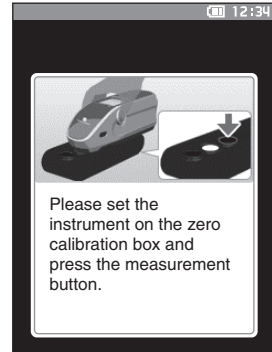 12:34
Please set the
instrument on the zero
calibration box and
press the measurement
button.